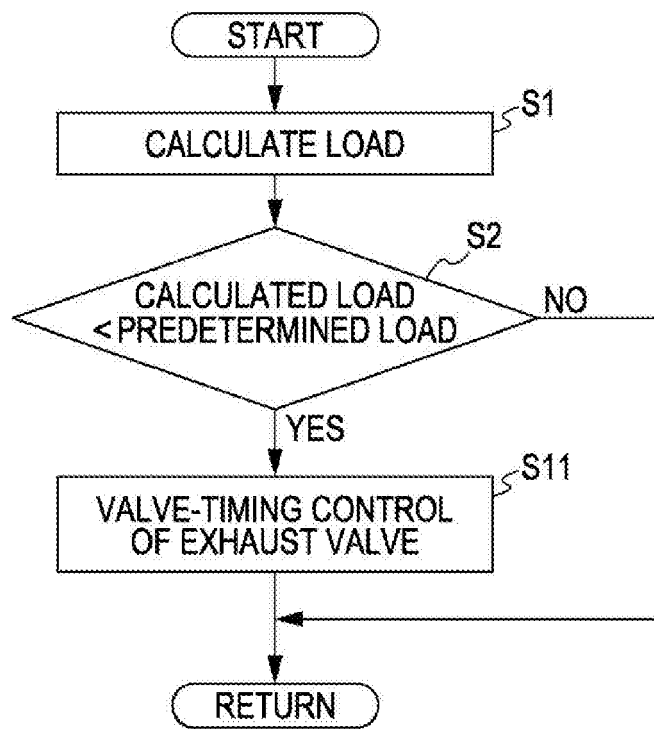 START
S1
CALCULATE LOAD
S2
CALCULATED LOAD
< PREDETERMINED LOAD
NO
YES
S11
VALVE-TIMING CONTROL
OF EXHAUST VALVE
RETURN